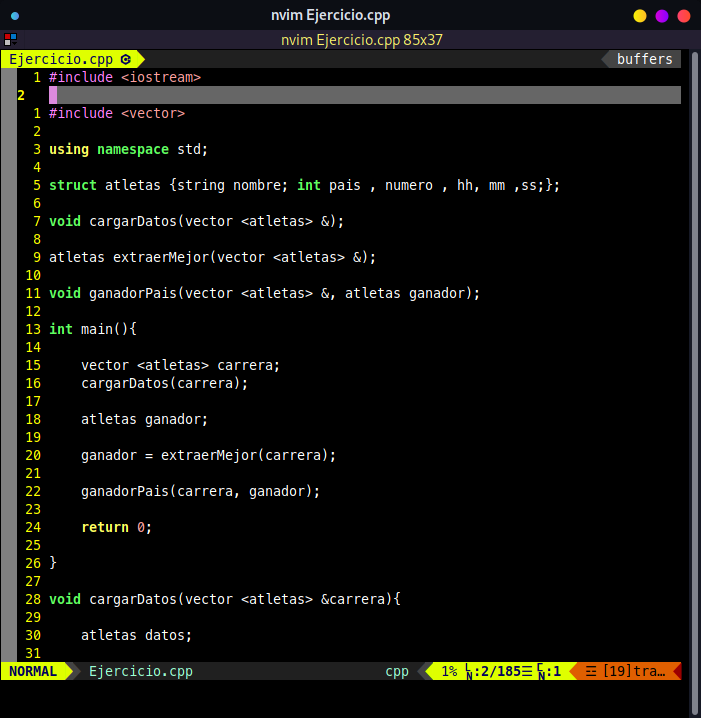 nvim Ejercicio.cpp
nvim Ejercicio.cpp 85x37
Ejercicio.cpp buffers
1 #include <iostream>
2
1 #include <vector>
2
3 using namespace std;
4
5 struct atletas {string nombre; int pais , numero , hh, mm ,ss;};
6
7 void cargarDatos(vector <atletas> &);
8
9 atletas extraerMejor(vector <atletas> &);
10
11 void ganadorPais(vector <atletas> &, atletas ganador);
12
13 int main(){
14
15 vector <atletas> carrera;
16 cargarDatos(carrera);
17
18 atletas ganador;
19
20 ganador = extraerMejor(carrera);
21
22 ganadorPais(carrera, ganador);
23
24 return 0;
25
26 }
27
28 void cargarDatos(vector <atletas> &carrera){
29
30 atletas datos;
31
NORMAL Ejercicio.cpp cpp 1% LN:2/185☰ CN:1 ☲ [19]tra…